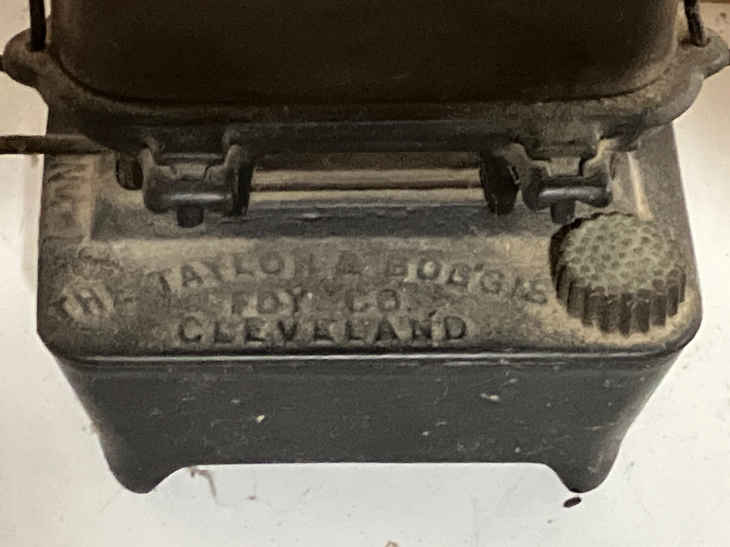 THE TAYLOR & BOGGIS
FDY. CO.
CLEVELAND